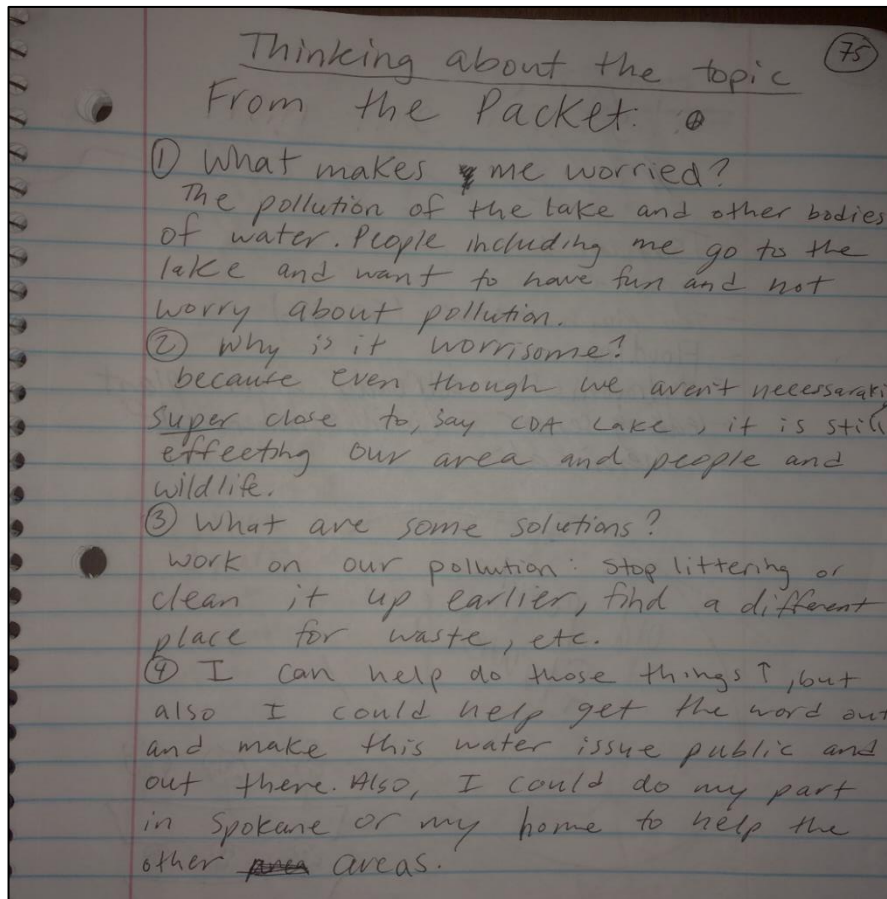 Thinking about the topic
75
From the Packet.
① What makes me worried?
The pollution of the lake and other bodies
of water. People including me go to the
lake and want to have fun and not
worry about pollution.
② Why is it worrisome?
because even though we aren't necessarak
super close to, say CDA Lake, it is still
effecting our area and people and
wildlife.
③ What are some solutions?
Work on our pollution: Stop littering or
clean it up earlier, find a different
place for waste, etc.
④ I can help do those things ↑, but
also I could help get the word out
and make this water issue public and
out there. Also, I could do my part
in Spokane or my home to help the
other areas.